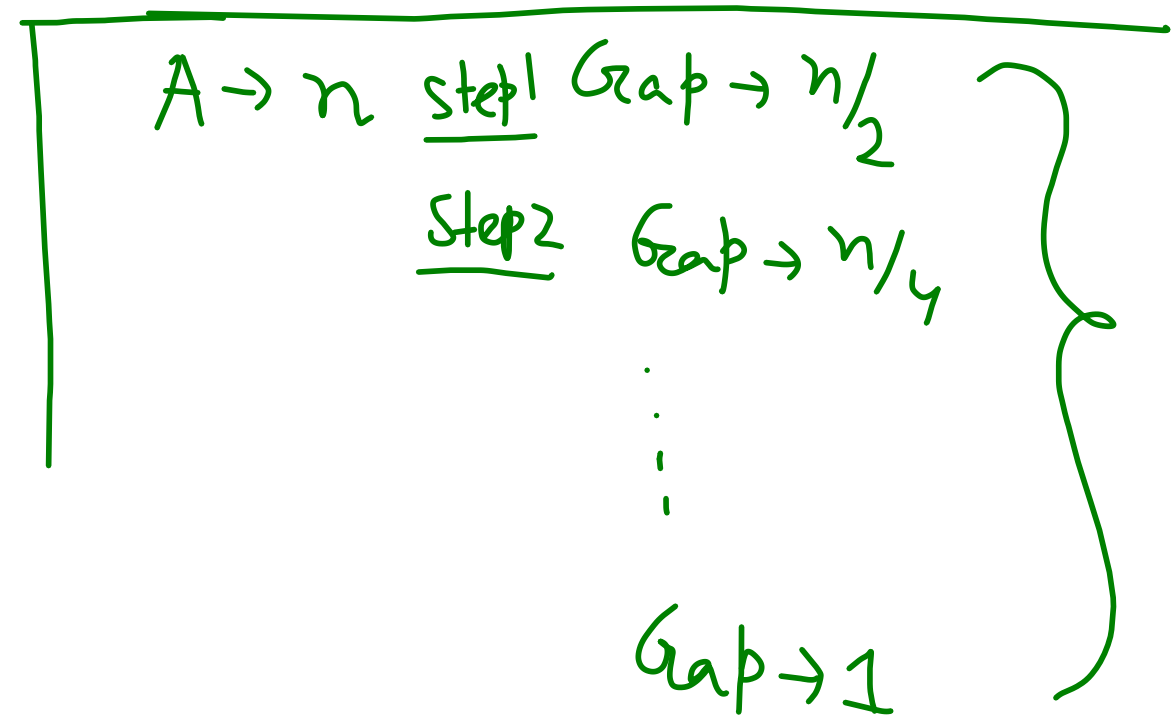 A → n step1 Gap → n/2
Step2 Gap → n/4
Gap → 1